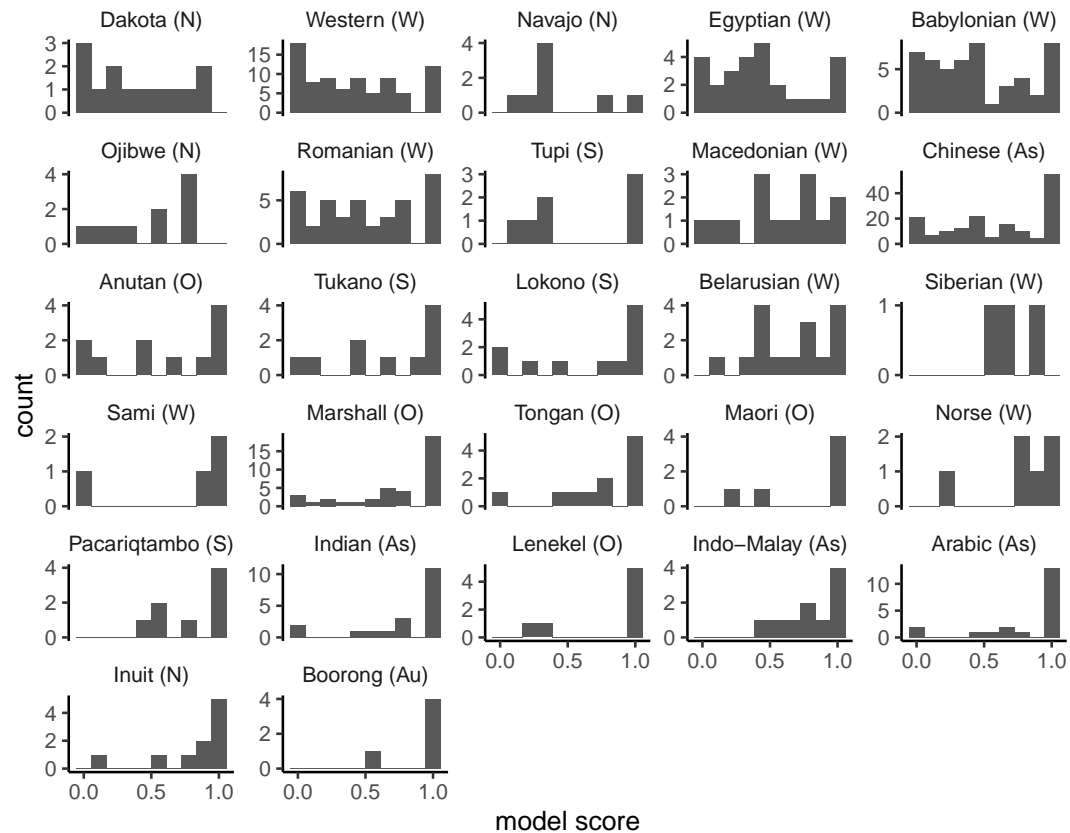 Dakota (N) Western (W) Navajo (N) Egyptian (W) Babylonian (W)
3 2 1 0 15 10 5 0 4 2 0 4 2 0 5 0
Ojibwe (N) Romanian (W) Tupi (S) Macedonian (W) Chinese (As)
4 2 0 5 0 3 2 1 0 3 2 1 0 40 20 0
Anutan (O) Tukano (S) Lokono (S) Belarusian (W) Siberian (W)
4 2 0 4 2 0 4 2 0 4 2 0 1 0
Sami (W) Marshall (O) Tongan (O) Maori (O) Norse (W)
2 1 0 15 10 5 0 4 2 0 4 2 0 2 1 0
Pacariqtambo (S) Indian (As) Lenekel (O) Indo−Malay (As) Arabic (As)
4 2 0 10 5 0 4 2 0 4 2 0 10 5 0
0.0 0.5 1.0 0.0 0.5 1.0 0.0 0.5 1.0
Inuit (N) Boorong (Au)
4 2 0 4 2 0
0.0 0.5 1.0 0.0 0.5 1.0
count
model score